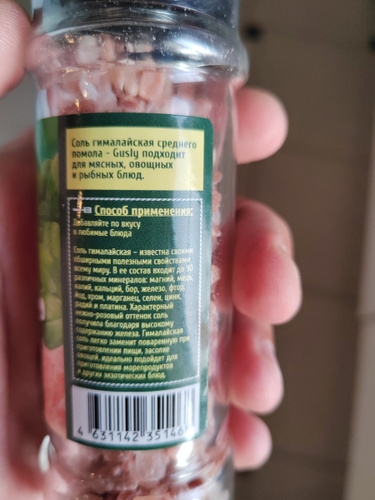 Соль гималайская среднего
помола - Gusly подходит
для мясных, овощных
и рыбных блюд.
Способ применения:
Добавляйте по вкусу
в любимые блюда
Соль гималайская – известна своими
обширными полезными свойствами
всему миру. В ее состав входит до 90
различных минералов: магний, медь,
калий, кальций, бор, железо, фтор,
йод, хром, марганец, селен, цинк,
радий и платина. Характерный
нежно-розовый оттенок соль
получила благодаря высокому
содержанию железа. Гималайская
соль легко заменит поваренную при
приготовлении пищи, засолке
овощей, идеально подойдет для
приготовления морепродуктов
и других экзотических блюд.
4 631142 35146